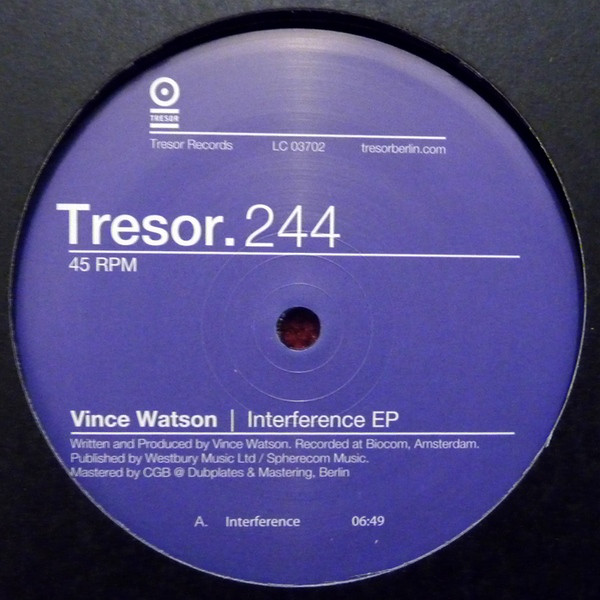 TRESOR
Tresor Records LC 03702 tresorberlin.com
Tresor.244
45 RPM
Vince Watson | Interference EP
Written and Produced by Vince Watson. Recorded at Biocom, Amsterdam.
Published by Westbury Music Ltd / Spherecom Music.
Mastered by CGB @ Dubplates & Mastering, Berlin
A. Interference 06:49